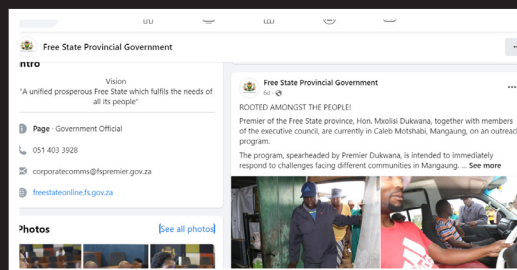 Free State Provincial Government
Intro
Vision
"A unified prosperous Free State which fulfils the needs of
all its people"
Page · Government Official
051 403 3928
corporatecomms@fspremier.gov.za
freestateonline.fs.gov.za
Photos
See all photos
Free State Provincial Government
6d ·
ROOTED AMONGST THE PEOPLE!
Premier of the Free State province, Hon. Mxolisi Dukwana, together with members
of the executive council, are currently in Caleb Motshabi, Mangaung, on an outreach
program.
The program, spearheaded by Premier Dukwana, is intended to immediately
respond to challenges facing different communities in Mangaung. ... See more